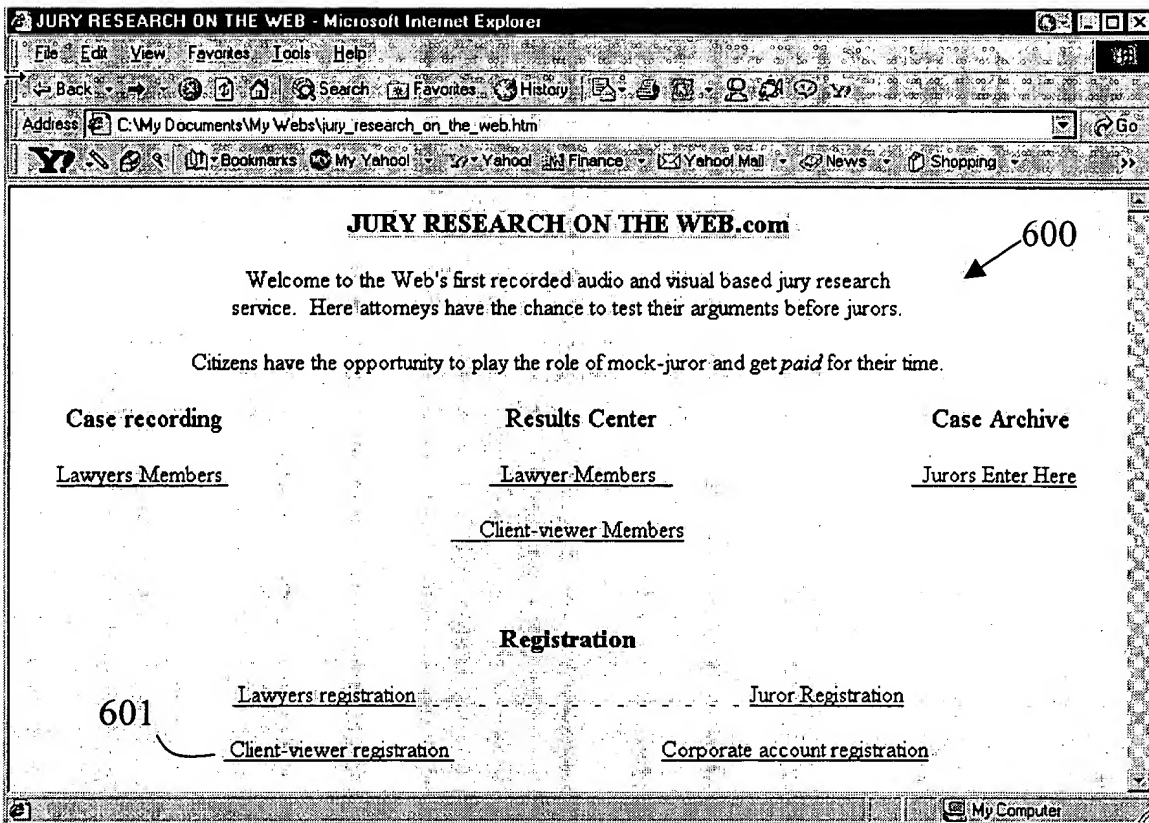 JURY RESEARCH ON THE WEB - Microsoft Internet Explorer
File Edit View Favorites Tools Help
Back Search Favorites History
Address C:\My Documents\My Webs\jury_research_on_the_web.htm Go
Y! Bookmarks My Yahoo! Yahoo! Finance Yahoo! Mail News Shopping >>
JURY RESEARCH ON THE WEB.com
600
Welcome to the Web's first recorded audio and visual based jury research
service. Here attorneys have the chance to test their arguments before jurors.
Citizens have the opportunity to play the role of mock-juror and get paid for their time.
Case recording Results Center Case Archive
Lawyers Members Lawyer Members Jurors Enter Here
Client-viewer Members
Registration
Lawyers registration Juror Registration
601
Client-viewer registration Corporate account registration
My Computer